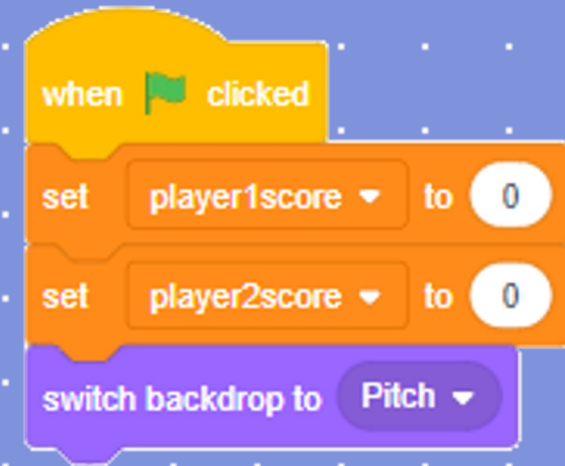 when clicked
set player1score to 0
set player2score to 0
switch backdrop to Pitch